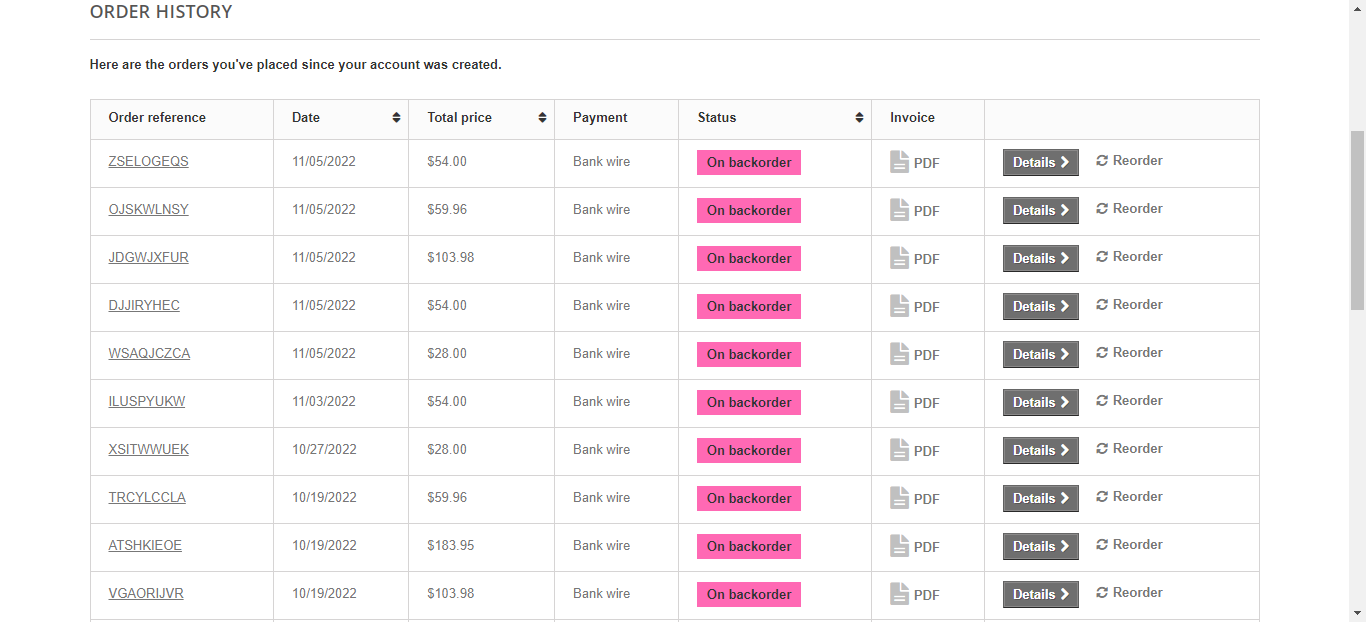 ORDER HISTORY
Here are the orders you've placed since your account was created.
Order reference Date Total price Payment Status Invoice
ZSELOGEQS 11/05/2022 $54.00 Bank wire On backorder PDF Details Reorder
OJSKWLNSY 11/05/2022 $59.96 Bank wire On backorder PDF Details Reorder
JDGWJXFUR 11/05/2022 $103.98 Bank wire On backorder PDF Details Reorder
DJJIRYHEC 11/05/2022 $54.00 Bank wire On backorder PDF Details Reorder
WSAQJCZCA 11/05/2022 $28.00 Bank wire On backorder PDF Details Reorder
ILUSPYUKW 11/03/2022 $54.00 Bank wire On backorder PDF Details Reorder
XSITWWUEK 10/27/2022 $28.00 Bank wire On backorder PDF Details Reorder
TRCYLCCLA 10/19/2022 $59.96 Bank wire On backorder PDF Details Reorder
ATSHKIEOE 10/19/2022 $183.95 Bank wire On backorder PDF Details Reorder
VGAORIJVR 10/19/2022 $103.98 Bank wire On backorder PDF Details Reorder